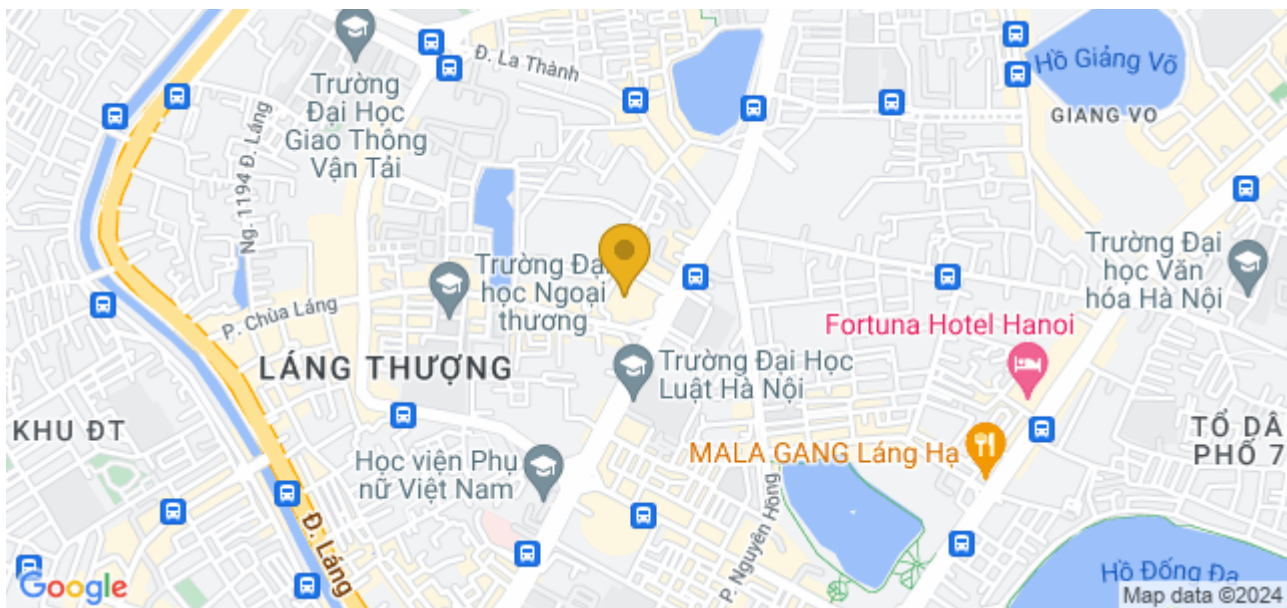 Trường
Đại Học
Giao Thông
Vận Tải
Đ. La Thành
Hồ Giảng Võ
GIANG VO
Ng. 1194 Đ. Láng
Trường Đại
học Ngoại
thương
Trường Đại
học Văn
hóa Hà Nội
P. Chùa Láng
Fortuna Hotel Hanoi
LÁNG THƯỢNG
Trường Đại Học
Luật Hà Nội
KHU ĐT
TỔ DÂ
PHỐ 7
MALA GANG Láng Hạ
Học viện Phụ
nữ Việt Nam
P. Nguyên Hồng
Đ. Láng
Hồ Đống Đa
Google
Map data ©2024